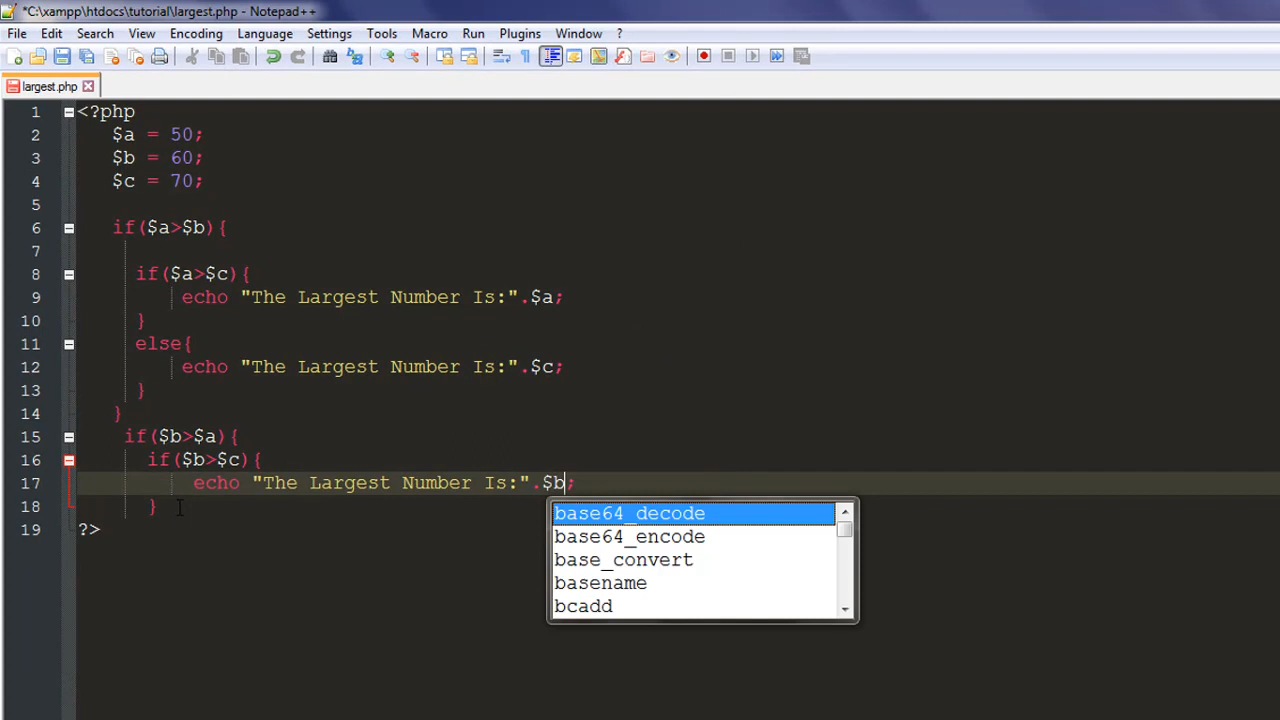 *C:\xampp\htdocs\tutorial\largest.php - Notepad++
File Edit Search View Encoding Language Settings Tools Macro Run Plugins Window ?
largest.php
1 <?php
2 $a = 50;
3 $b = 60;
4 $c = 70;
5
6 if($a>$b){
7
8 if($a>$c){
9 echo "The Largest Number Is:".$a;
10 }
11 else{
12 echo "The Largest Number Is:".$c;
13 }
14 }
15 if($b>$a){
16 if($b>$c){
17 echo "The Largest Number Is:".$b;
18 }
19 ?>
base64_decode
base64_encode
base_convert
basename
bcadd